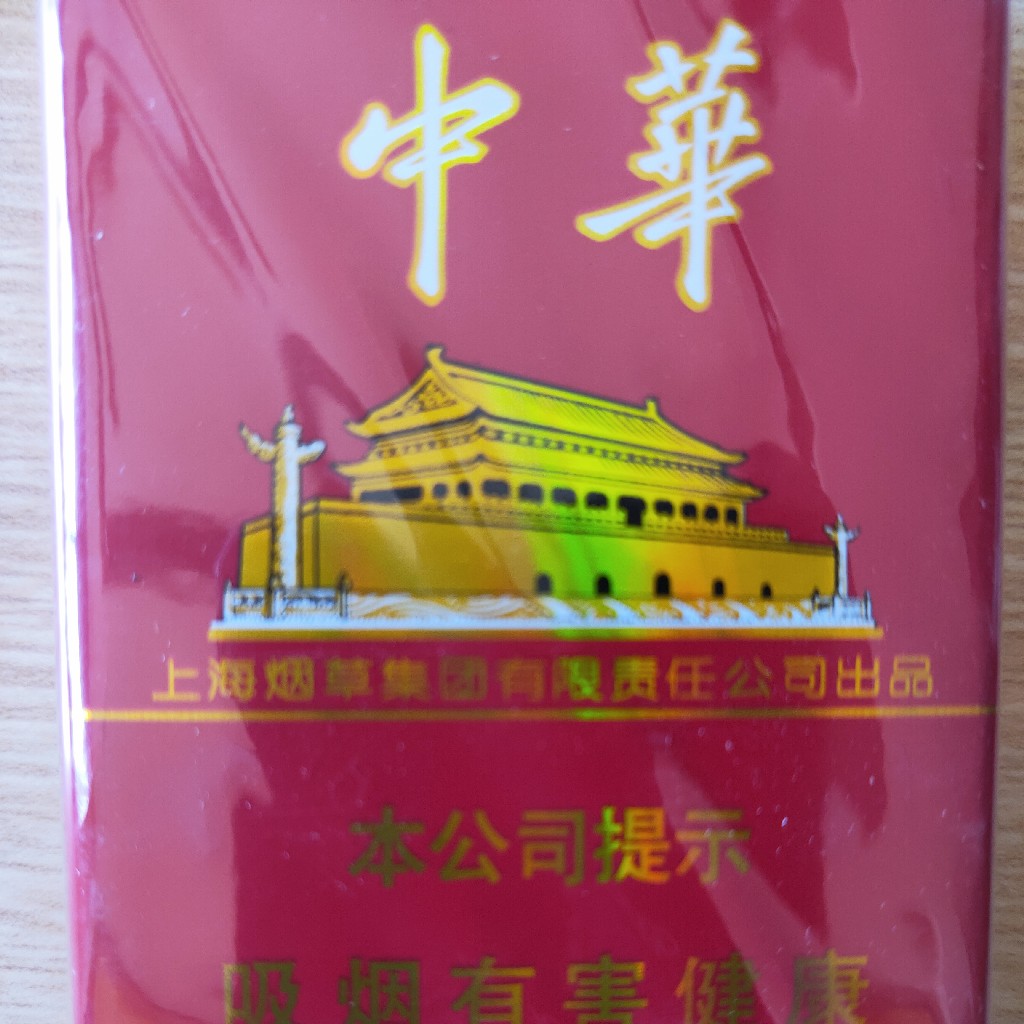 中華
上海烟草集团有限责任公司出品
本公司提示
吸烟有害健康